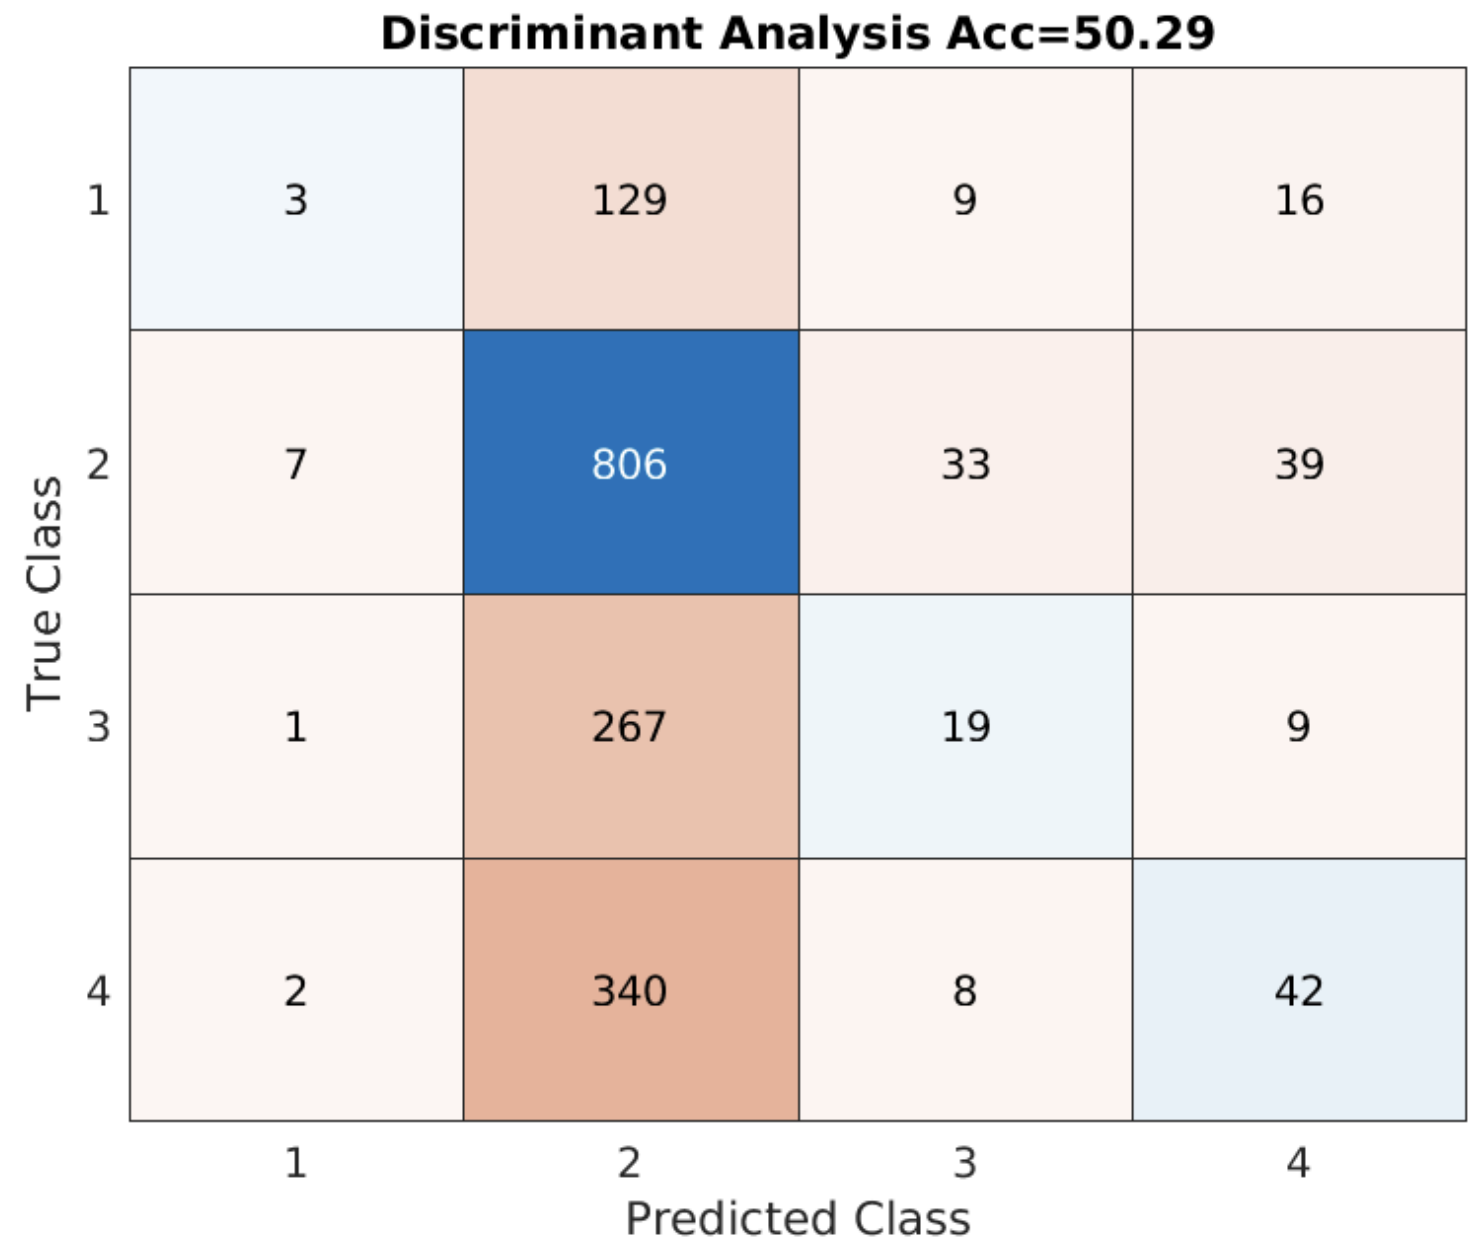 Discriminant Analysis Acc=50.29
1 3 129 9 16
2 7 806 33 39
3 1 267 19 9
4 2 340 8 42
1 2 3 4
Predicted Class
True Class